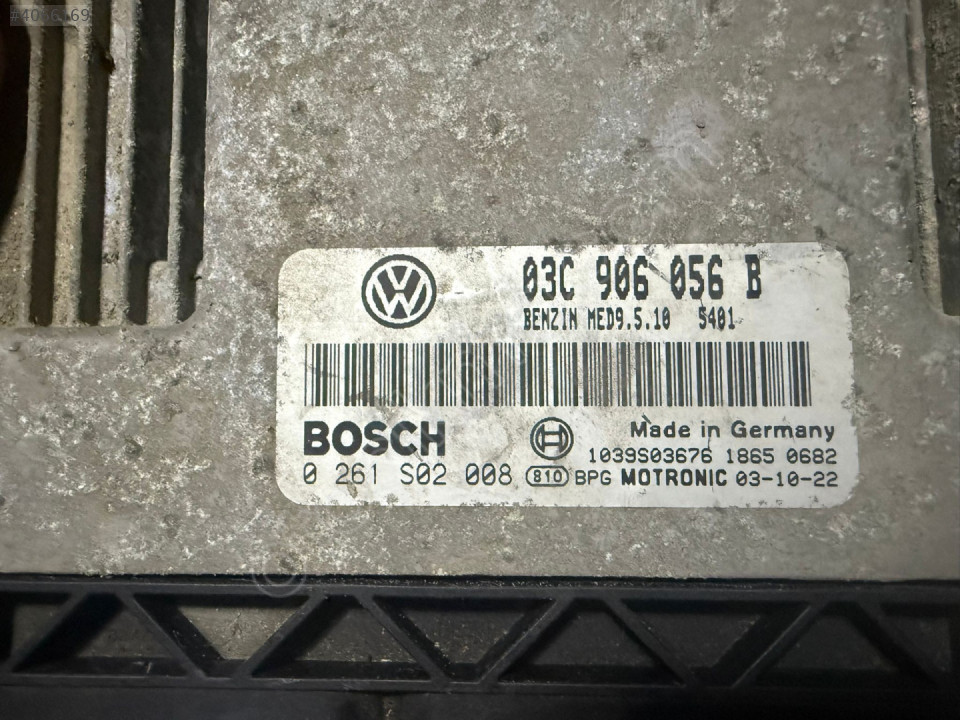 #4086169
03C 906 056 B
BENZIN MED9.5.10 5401
BOSCH
Made in Germany
1039S03676 1865 0682
0 261 S02 008 810 BPG MOTRONIC 03-10-22